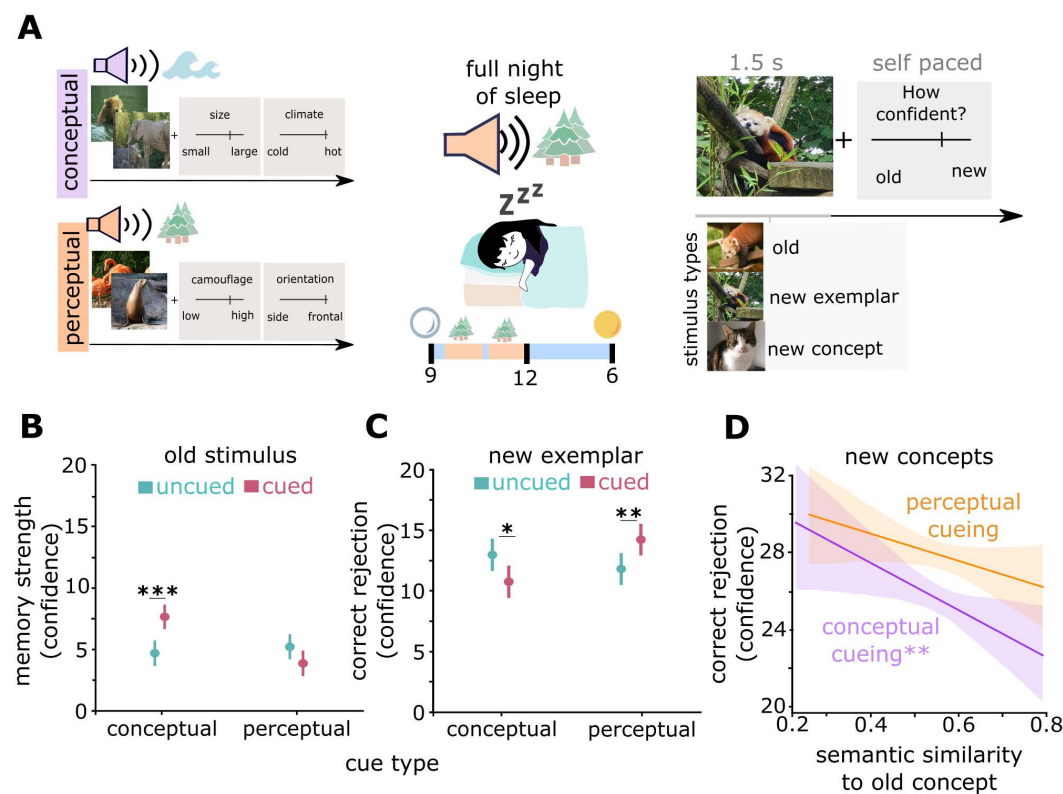 A
conceptual
size
small
large
climate
cold
hot
perceptual
camouflage
low
high
orientation
side
frontal
full night
of sleep
z z z
9
12
6
1.5 s
self paced
+
How
confident?
old
new
stimulus types
old
new exemplar
new concept
B
old stimulus
uncued
cued
memory strength
(confidence)
20
15
10
5
0
***
conceptual
perceptual
C
new exemplar
uncued
cued
correct rejection
(confidence)
20
15
10
5
0
*
**
conceptual
perceptual
cue type
D
new concepts
correct rejection
(confidence)
32
28
24
20
perceptual
cueing
conceptual
cueing**
0.2
0.4
0.6
0.8
semantic similarity
to old concept